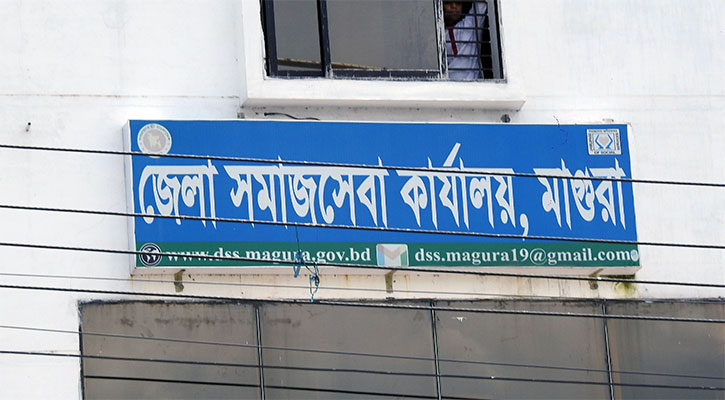 জেলা সমাজসেবা কার্যালয়, মাগুরা
www.dss.magura.gov.bd dss.magura19@gmail.com